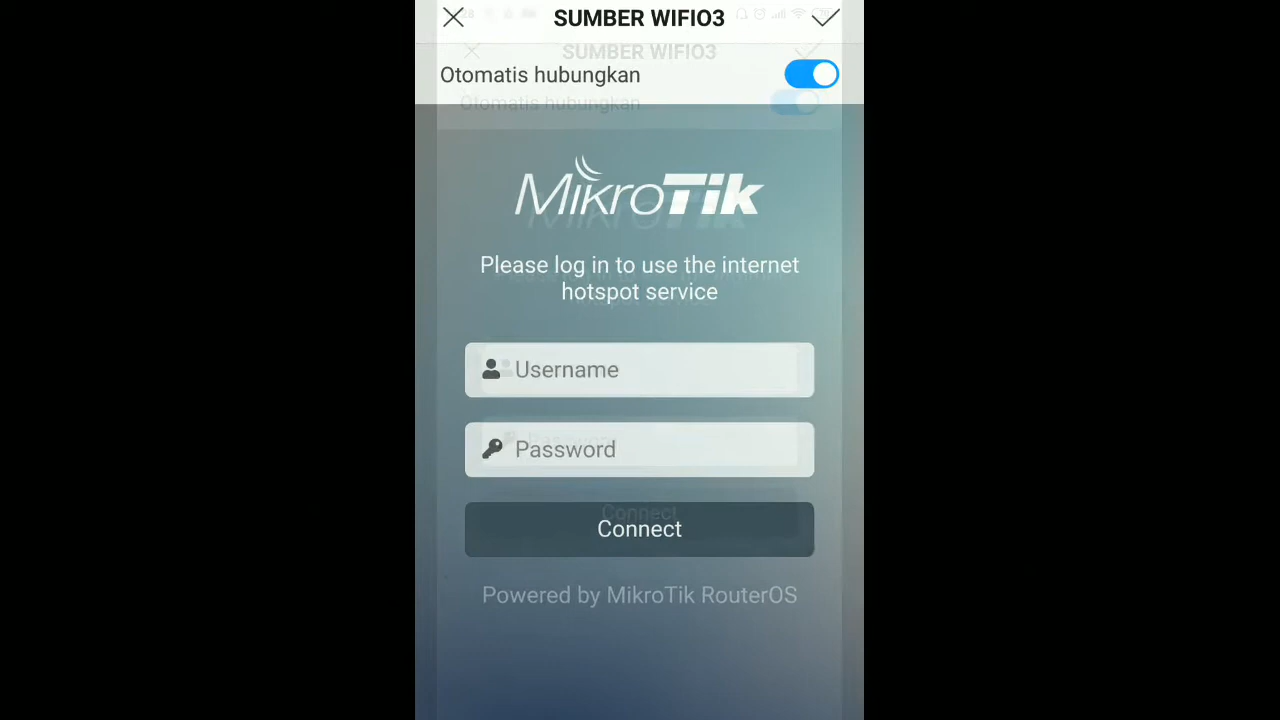 SUMBER WIFIO3
Otomatis hubungkan
MikroTik
Please log in to use the internet
hotspot service
Username
Password
Connect
Powered by MikroTik RouterOS